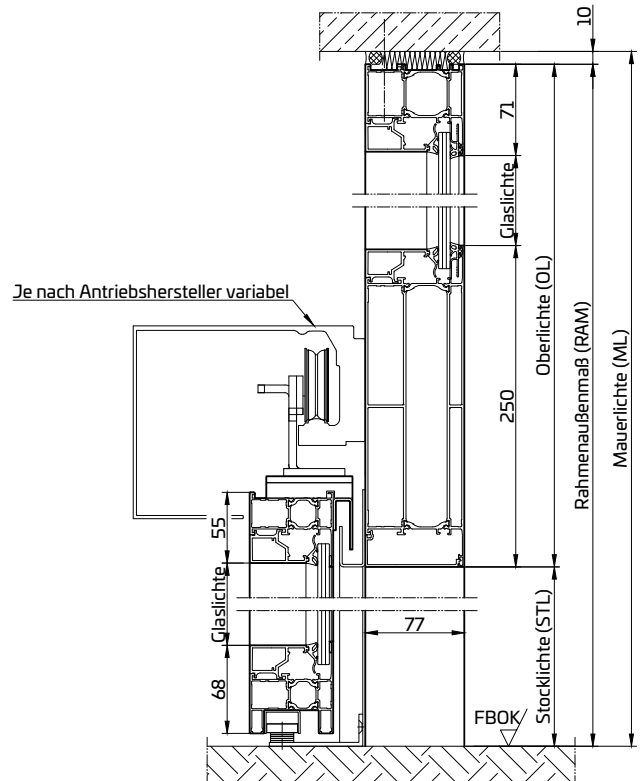 10
71
Glaslichte
Oberlichte (OL)
Rahmenaußenmaß (RAM)
Mauerlichte (ML)
Je nach Antriebshersteller variabel
250
55
Glaslichte
77
Stocklichte (STL)
68
FBOK